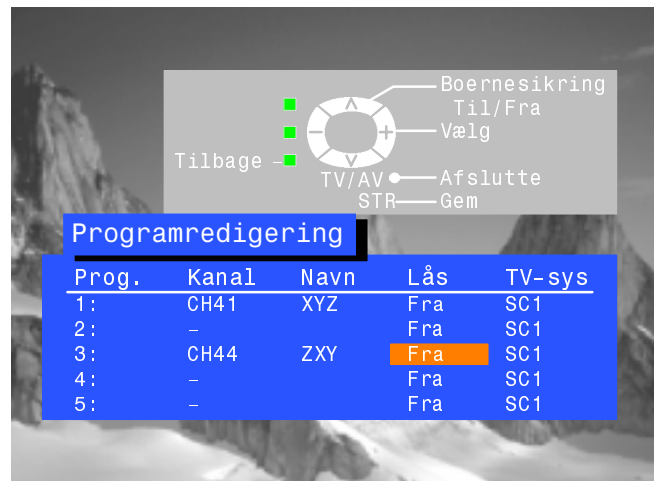 Boernesikring
Til/Fra
Vælg
Tilbage
TV/AV Afslutte
STR Gem
Programredigering
Prog. Kanal Navn Lås TV-sys
1: CH41 XYZ Fra SC1
2: – Fra SC1
3: CH44 ZXY Fra SC1
4: – Fra SC1
5: – Fra SC1